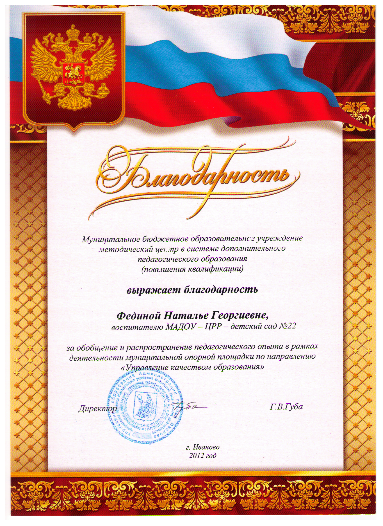 Благодарность
Муниципальное бюджетное образовательное учреждение
методический центр в системе дополнительного
педагогического образования
(повышения квалификации)
выражает благодарность
Фединой Наталье Георгиевне,
воспитателю МАДОУ – ЦРР – детский сад №22
за обобщение и распространение педагогического опыта в рамках
деятельности муниципальной опорной площадки по направлению
«Управление качеством образования»
Директор Г.В.Губа
г. Иваново
2012 год